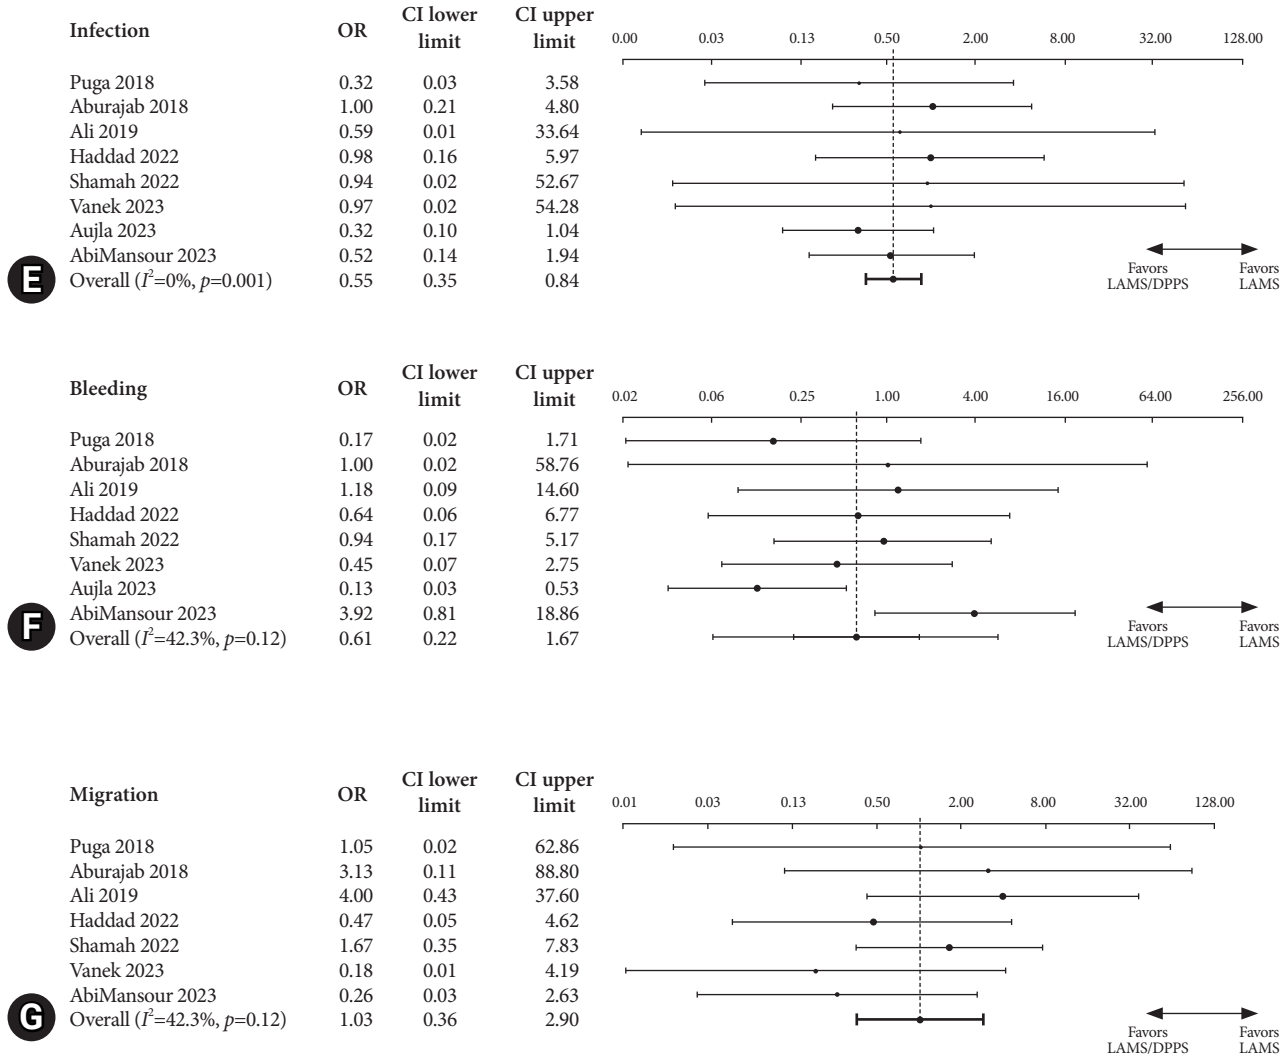 Infection OR CI lower limit CI upper limit
0.00 0.03 0.13 0.50 2.00 8.00 32.00 128.00
Puga 2018 0.32 0.03 3.58
Aburajab 2018 1.00 0.21 4.80
Ali 2019 0.59 0.01 33.64
Haddad 2022 0.98 0.16 5.97
Shamah 2022 0.94 0.02 52.67
Vanek 2023 0.97 0.02 54.28
Aujla 2023 0.32 0.10 1.04
AbiMansour 2023 0.52 0.14 1.94
E Overall (I²=0%, p=0.001) 0.55 0.35 0.84
Favors LAMS/DPPS Favors LAMS
Bleeding OR CI lower limit CI upper limit
0.02 0.06 0.25 1.00 4.00 16.00 64.00 256.00
Puga 2018 0.17 0.02 1.71
Aburajab 2018 1.00 0.02 58.76
Ali 2019 1.18 0.09 14.60
Haddad 2022 0.64 0.06 6.77
Shamah 2022 0.94 0.17 5.17
Vanek 2023 0.45 0.07 2.75
Aujla 2023 0.13 0.03 0.53
AbiMansour 2023 3.92 0.81 18.86
F Overall (I²=42.3%, p=0.12) 0.61 0.22 1.67
Favors LAMS/DPPS Favors LAMS
Migration OR CI lower limit CI upper limit
0.01 0.03 0.13 0.50 2.00 8.00 32.00 128.00
Puga 2018 1.05 0.02 62.86
Aburajab 2018 3.13 0.11 88.80
Ali 2019 4.00 0.43 37.60
Haddad 2022 0.47 0.05 4.62
Shamah 2022 1.67 0.35 7.83
Vanek 2023 0.18 0.01 4.19
AbiMansour 2023 0.26 0.03 2.63
G Overall (I²=42.3%, p=0.12) 1.03 0.36 2.90
Favors LAMS/DPPS Favors LAMS